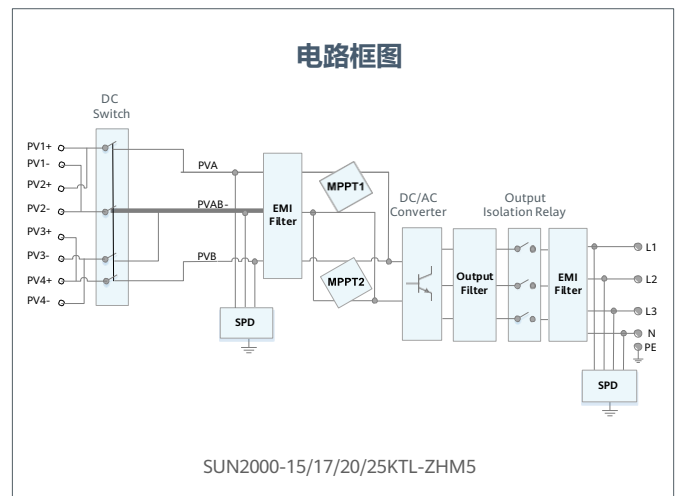 电路框图
DC
Switch
PV1+
PV1-
PV2+
PV2-
PV3+
PV3-
PV4+
PV4-
PVA
PVAB-
PVB
EMI
Filter
SPD
MPPT1
MPPT2
DC/AC
Converter
Output
Filter
Output
Isolation Relay
EMI
Filter
L1
L2
L3
N
PE
SPD
SUN2000-15/17/20/25KTL-ZHM5